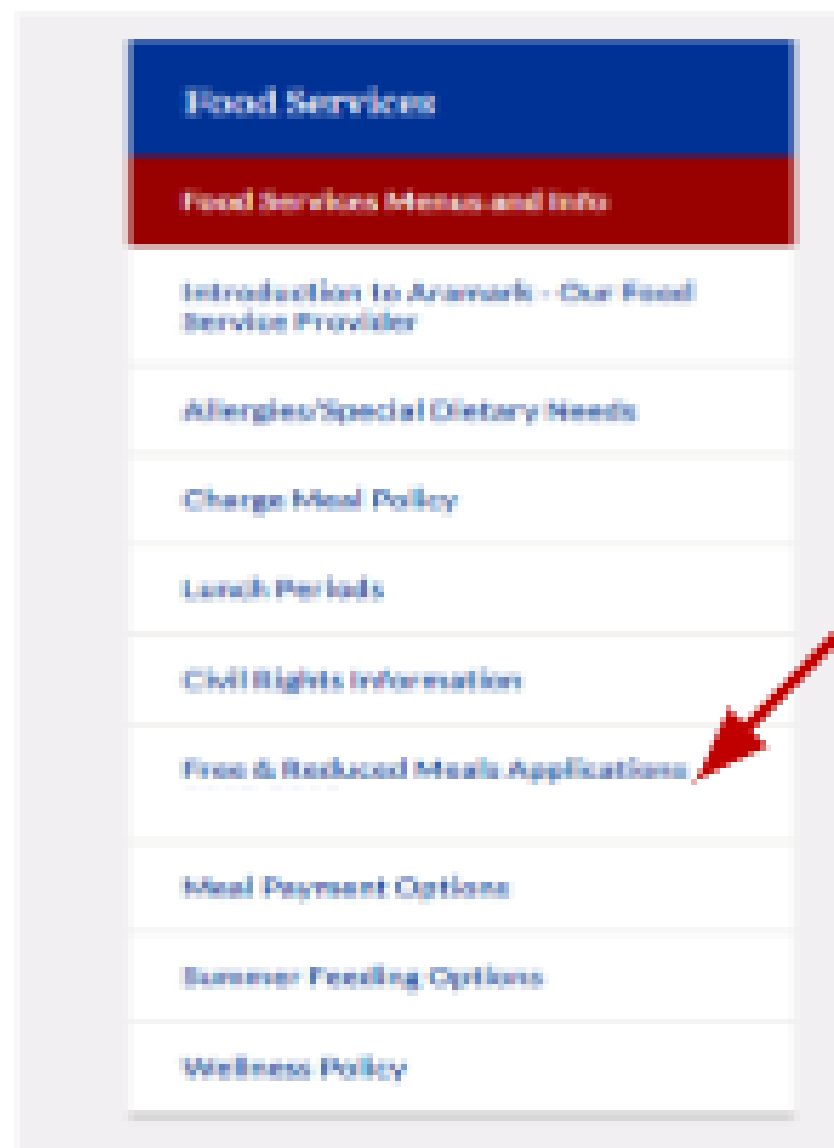 Food Services
Food Services Menus and Info
Introduction to Aramark - Our Food
Service Provider
Allergies/Special Dietary Needs
Charge Meal Policy
Lunch Periods
Civil Rights Information
Free & Reduced Meals Applications
Meal Payment Options
Summer Feeding Options
Wellness Policy